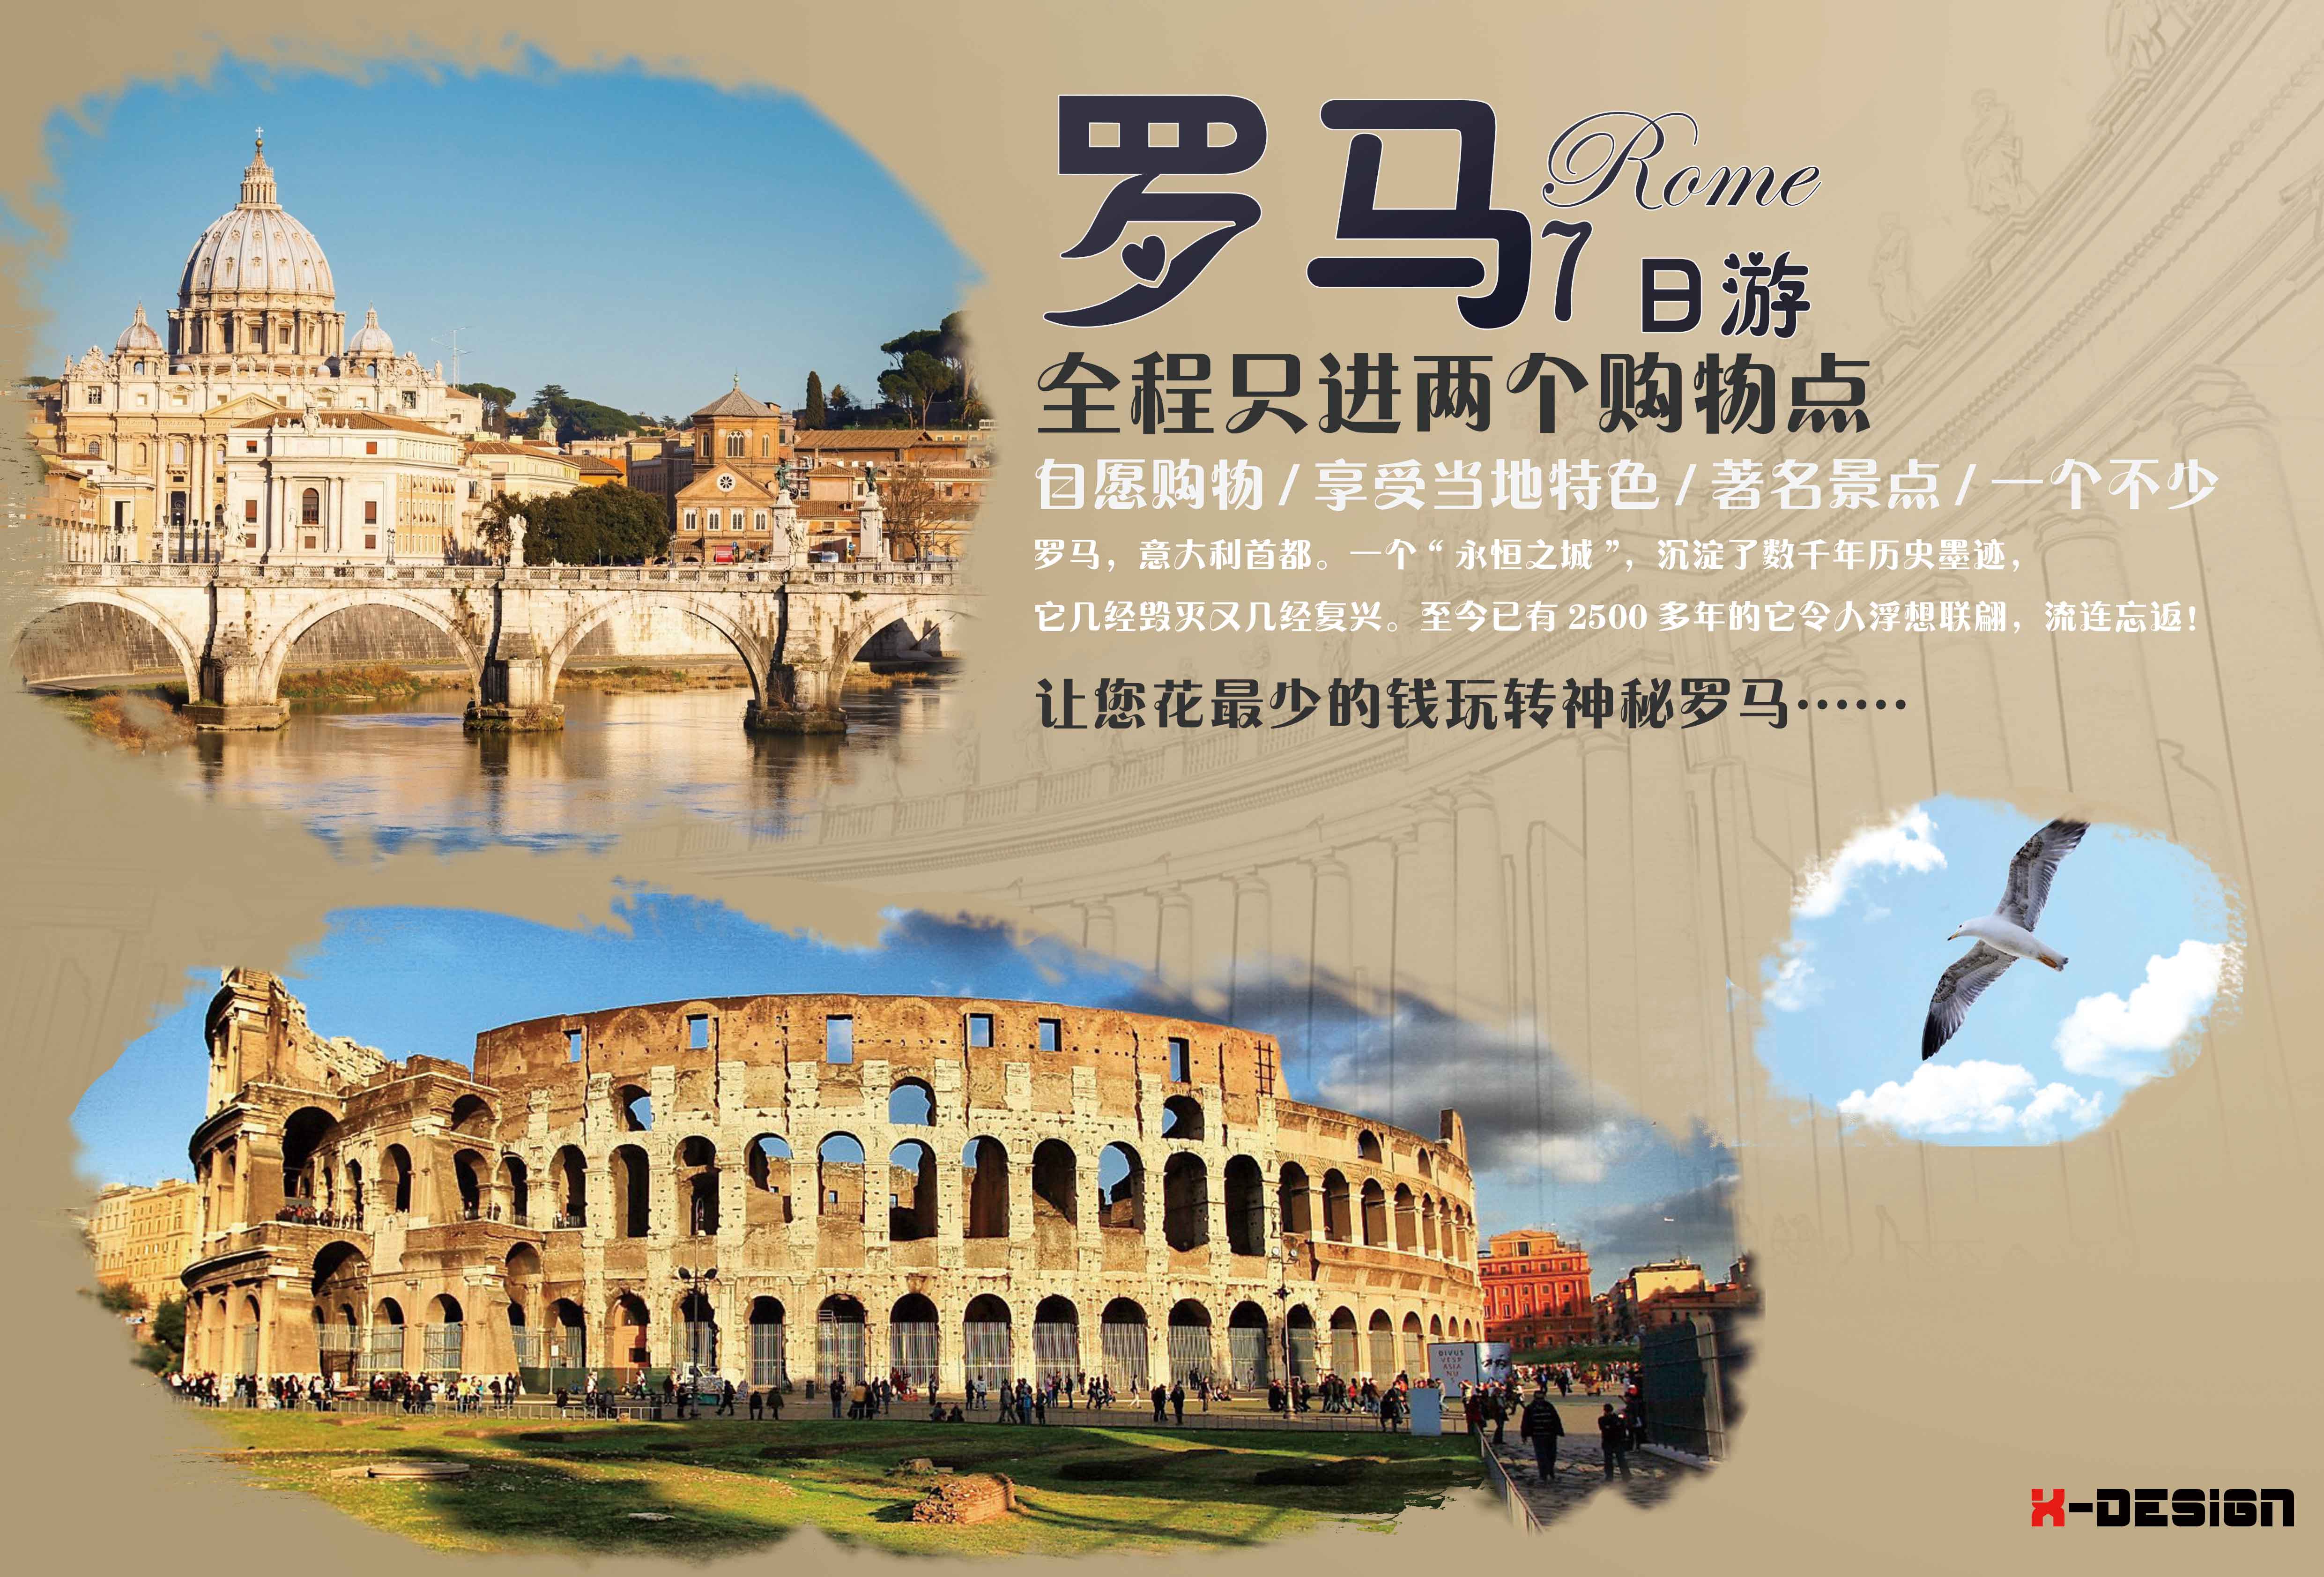 罗马 Rome
7日游
全程只进两个购物点
自愿购物 / 享受当地特色 / 著名景点 / 一个不少
罗马，意大利首都。一个“永恒之城”，沉淀了数千年历史墨迹，
它几经毁灭又几经复兴。至今已有 2500 多年的它令人浮想联翩，流连忘返！
让您花最少的钱玩转神秘罗马……
DIVUS
VESP
ASIA
NU
S
X-DESIGN